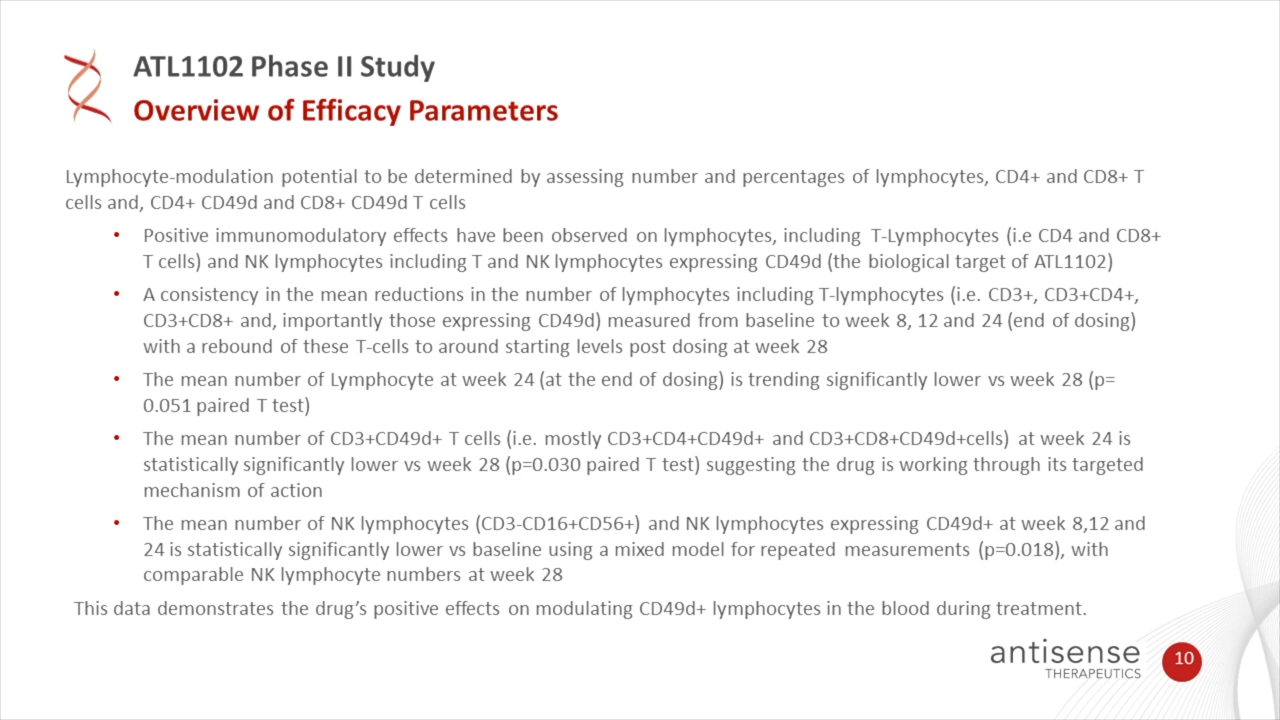 ATL1102 Phase II Study
Overview of Efficacy Parameters
Lymphocyte-modulation potential to be determined by assessing number and percentages of lymphocytes, CD4+ and CD8+ T
cells and, CD4+ CD49d and CD8+ CD49d T cells
• Positive immunomodulatory effects have been observed on lymphocytes, including T-Lymphocytes (i.e CD4 and CD8+
T cells) and NK lymphocytes including T and NK lymphocytes expressing CD49d (the biological target of ATL1102)
• A consistency in the mean reductions in the number of lymphocytes including T-lymphocytes (i.e. CD3+, CD3+CD4+,
CD3+CD8+ and, importantly those expressing CD49d) measured from baseline to week 8, 12 and 24 (end of dosing)
with a rebound of these T-cells to around starting levels post dosing at week 28
• The mean number of Lymphocyte at week 24 (at the end of dosing) is trending significantly lower vs week 28 (p=
0.051 paired T test)
• The mean number of CD3+CD49d+ T cells (i.e. mostly CD3+CD4+CD49d+ and CD3+CD8+CD49d+cells) at week 24 is
statistically significantly lower vs week 28 (p=0.030 paired T test) suggesting the drug is working through its targeted
mechanism of action
• The mean number of NK lymphocytes (CD3-CD16+CD56+) and NK lymphocytes expressing CD49d+ at week 8,12 and
24 is statistically significantly lower vs baseline using a mixed model for repeated measurements (p=0.018), with
comparable NK lymphocyte numbers at week 28
This data demonstrates the drug's positive effects on modulating CD49d+ lymphocytes in the blood during treatment.
antisense
THERAPEUTICS
10